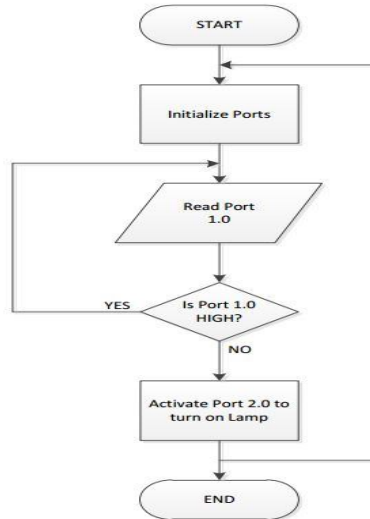 START
Initialize Ports
Read Port
1.0
Is Port 1.0
HIGH?
YES
NO
Activate Port 2.0 to
turn on Lamp
END